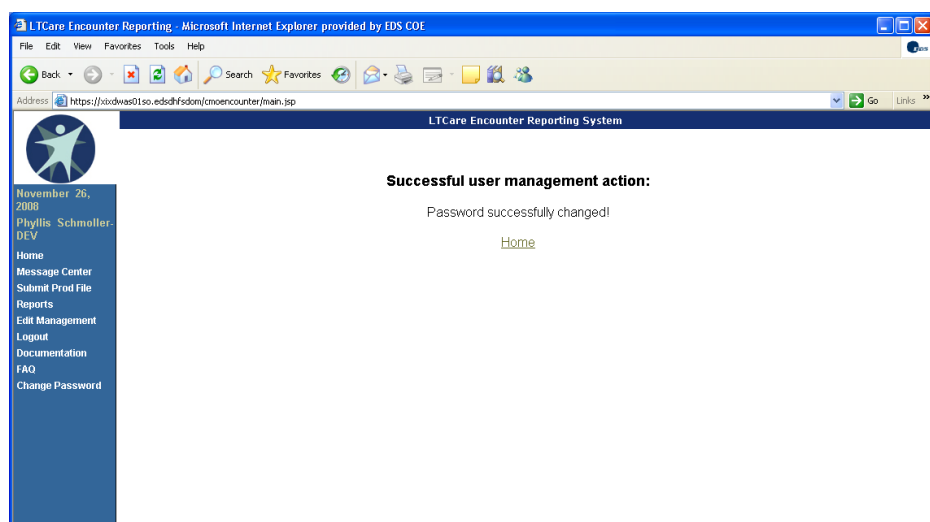 LTCare Encounter Reporting - Microsoft Internet Explorer provided by EDS COE
File Edit View Favorites Tools Help
Back Search Favorites
Address https://xixdwas01so.edsdhfsdom/cmoencounter/main.jsp Go Links »
LTCare Encounter Reporting System
November 26,
2008
Phyllis Schmoller-
DEV
Home
Message Center
Submit Prod File
Reports
Edit Management
Logout
Documentation
FAQ
Change Password
Successful user management action:
Password successfully changed!
Home